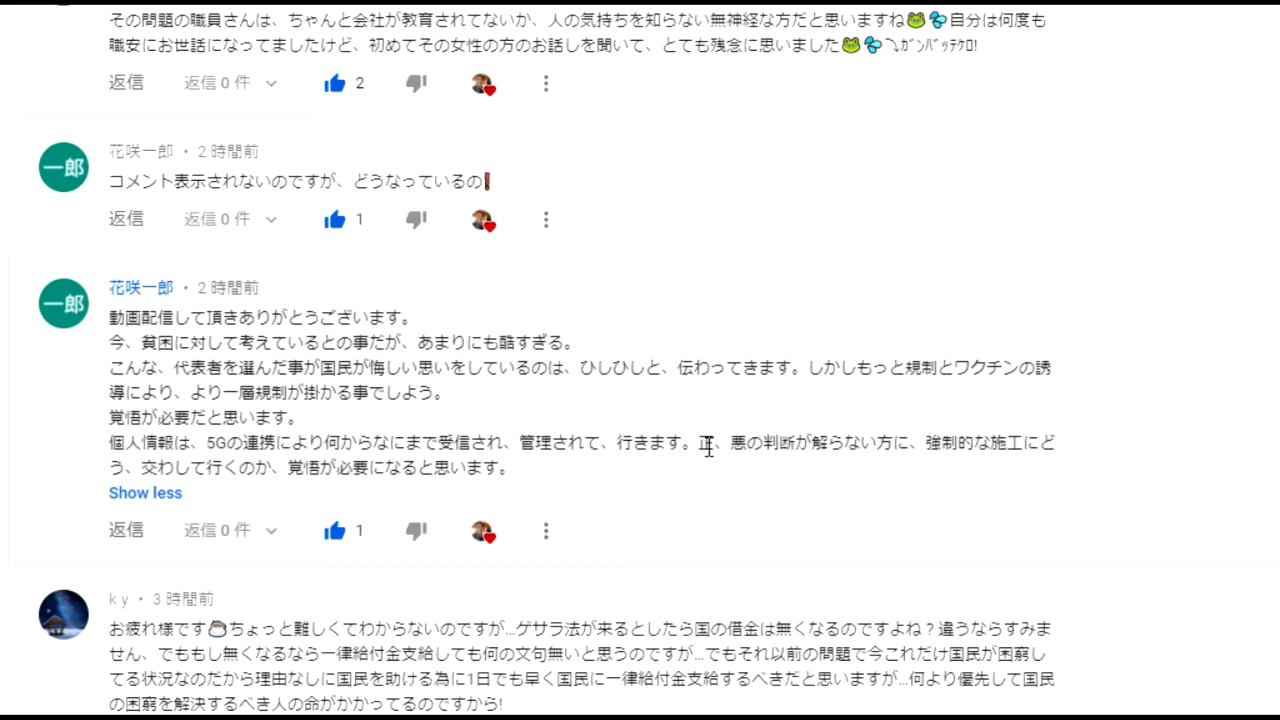 その問題の職員さんは、ちゃんと会社が教育されてないか、人の気持ちを知らない無神経な方だと思いますね🐸💦自分は何度も
職安にお世話になってましたけど、初めてその女性の方のお話しを聞いて、とても残念に思いました🐸💦⤵ｶﾞﾝﾊﾞｯﾃｹﾛ!
返信 返信 0 件 2
一郎 花咲一郎 • 2 時間前
コメント表示されないのですが、どうなっているの❗
返信 返信 0 件 1
一郎 花咲一郎 • 2 時間前
動画配信して頂きありがとうございます。
今、貧困に対して考えているとの事だが、あまりにも酷すぎる。
こんな、代表者を選んだ事が国民が悔しい思いをしているのは、ひしひしと、伝わってきます。しかしもっと規制とワクチンの誘
導により、より一層規制が掛かる事でしよう。
覚悟が必要だと思います。
個人情報は、5Gの連携により何からなにまで受信され、管理されて、行きます。正、悪の判断が解らない方に、強制的な施工にど
う、交わして行くのか、覚悟が必要になると思います。
Show less
返信 返信 0 件 1
k y • 3 時間前
お疲れ様です🍚ちょっと難しくてわからないのですが...ゲサラ法が来るとしたら国の借金は無くなるのですよね？違うならすみま
せん、でももし無くなるなら一律給付金支給しても何の文句無いと思うのですが...でもそれ以前の問題で今これだけ国民が困窮し
てる状況なのだから理由なしに国民を助ける為に1日でも早く国民に一律給付金支給するべきだと思いますが...何より優先して国民
の困窮を解決するべき人の命がかかってるのですから!